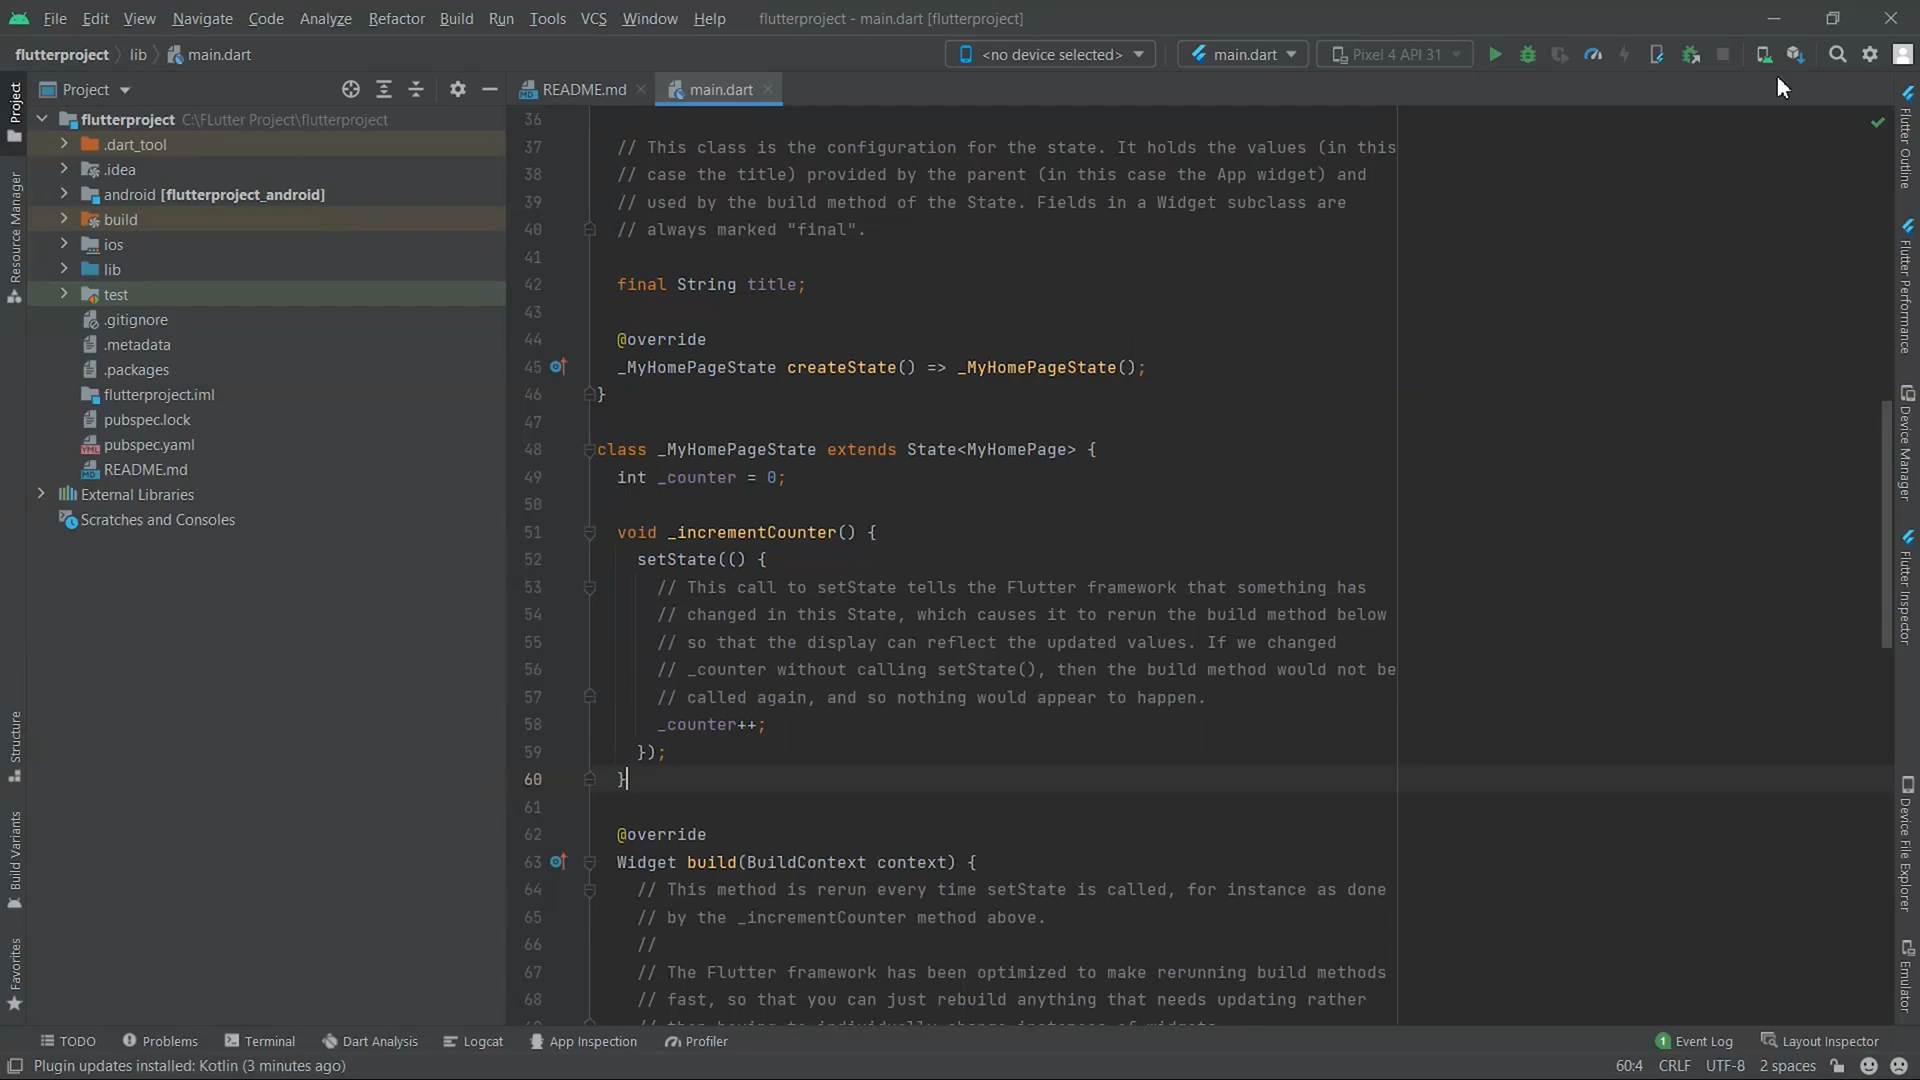 File Edit View Navigate Code Analyze Refactor Build Run Tools VCS Window Help flutterproject - main.dart [flutterproject]
flutterproject lib main.dart <no device selected> main.dart Pixel 4 API 31
Project README.md main.dart
flutterproject C:\FLutter Project\flutterproject
.dart_tool
.idea
android [flutterproject_android]
build
ios
lib
test
.gitignore
.metadata
.packages
flutterproject.iml
pubspec.lock
pubspec.yaml
README.md
External Libraries
Scratches and Consoles
Project
Resource Manager
Structure
Build Variants
Favorites
36
37 // This class is the configuration for the state. It holds the values (in this
38 // case the title) provided by the parent (in this case the App widget) and
39 // used by the build method of the State. Fields in a Widget subclass are
40 // always marked "final".
41
42 final String title;
43
44 @override
45 _MyHomePageState createState() => _MyHomePageState();
46 }
47
48 class _MyHomePageState extends State<MyHomePage> {
49 int _counter = 0;
50
51 void _incrementCounter() {
52 setState(() {
53 // This call to setState tells the Flutter framework that something has
54 // changed in this State, which causes it to rerun the build method below
55 // so that the display can reflect the updated values. If we changed
56 // _counter without calling setState(), then the build method would not be
57 // called again, and so nothing would appear to happen.
58 _counter++;
59 });
60 }
61
62 @override
63 Widget build(BuildContext context) {
64 // This method is rerun every time setState is called, for instance as done
65 // by the _incrementCounter method above.
66 //
67 // The Flutter framework has been optimized to make rerunning build methods
68 // fast, so that you can just rebuild anything that needs updating rather
Flutter Outline
Flutter Performance
Device Manager
Flutter Inspector
Device File Explorer
Emulator
TODO Problems Terminal Dart Analysis Logcat App Inspection Profiler 1 Event Log Layout Inspector
Plugin updates installed: Kotlin (3 minutes ago) 60:4 CRLF UTF-8 2 spaces